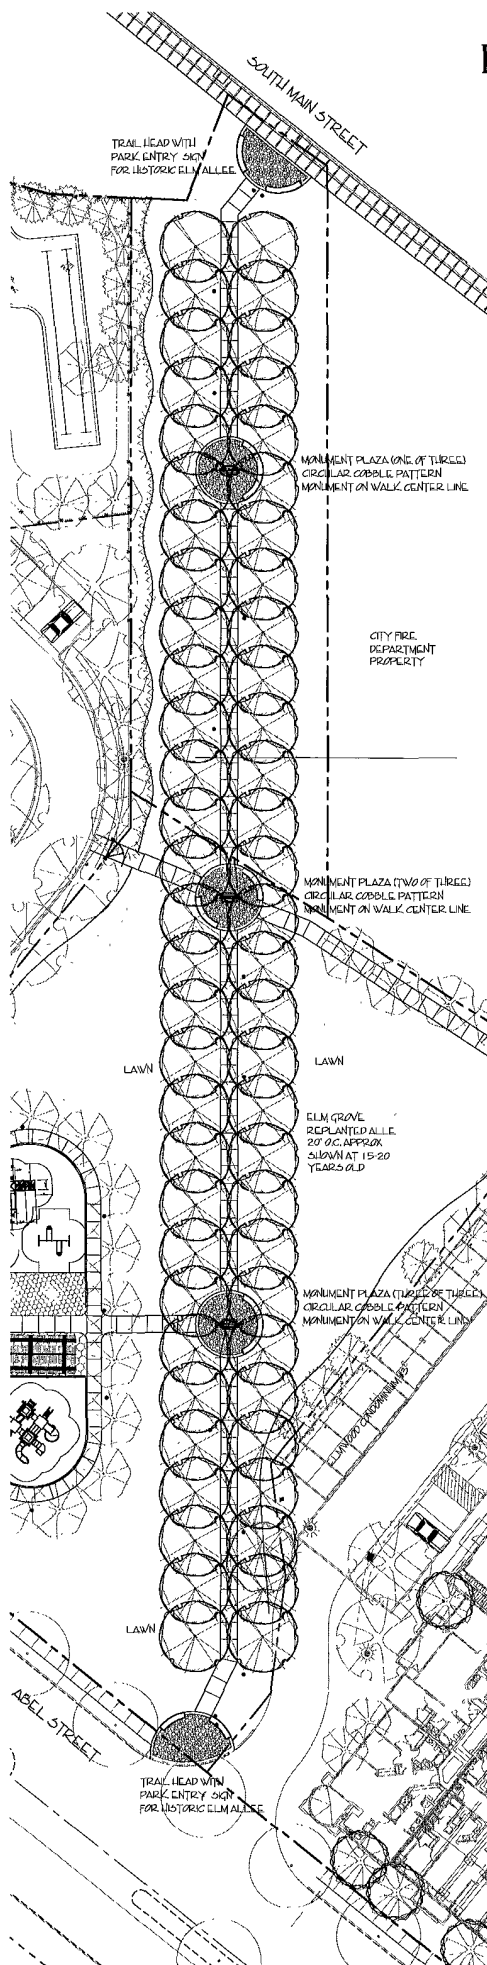 SOUTH MAIN STREET
TRAIL HEAD WITH
PARK ENTRY SIGN
FOR HISTORIC ELM ALLEE
MONUMENT PLAZA (ONE OF THREE)
CIRCULAR COBBLE PATTERN
MONUMENT ON WALK CENTER LINE
CITY FIRE
DEPARTMENT
PROPERTY
MONUMENT PLAZA (TWO OF THREE)
CIRCULAR COBBLE PATTERN
MONUMENT ON WALK CENTER LINE
LAWN
LAWN
ELM GROVE
REPLANTED ALLE
20' O.C. APPROX
SHOWN AT 15-20
YEARS OLD
MONUMENT PLAZA (THREE OF THREE)
CIRCULAR COBBLE PATTERN
MONUMENT ON WALK CENTER LINE
ELMWOOD CONDOMINIUMS
LAWN
ABEL STREET
TRAIL HEAD WITH
PARK ENTRY SIGN
FOR HISTORIC ELM ALLEE